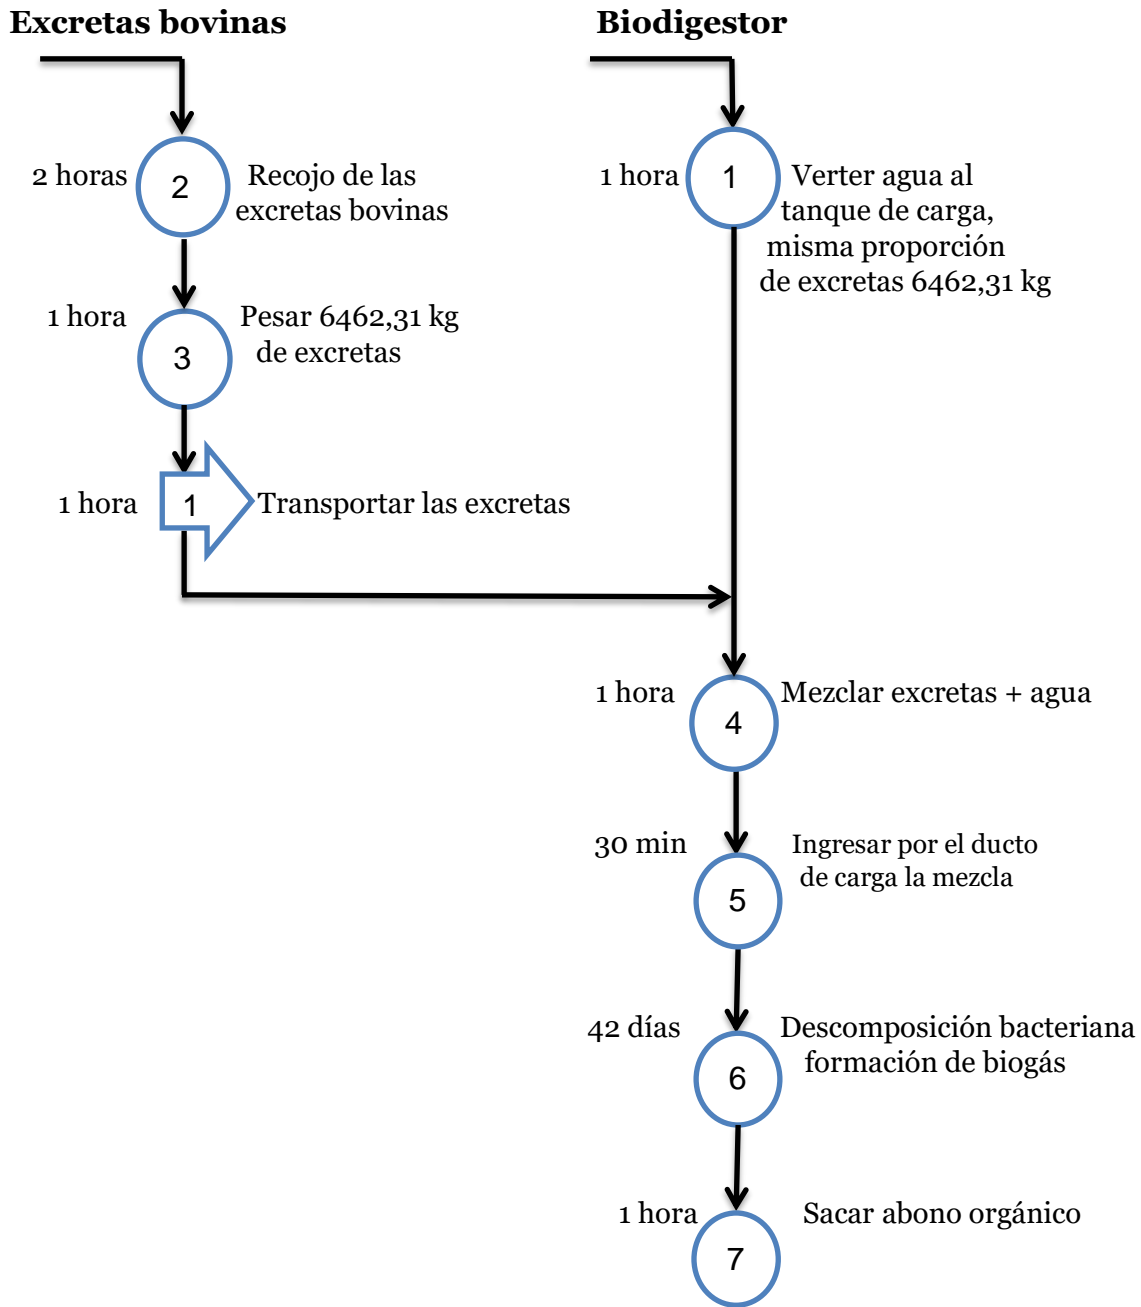 Excretas bovinas
Biodigestor
2 horas
2
Recojo de las
excretas bovinas
1 hora
3
Pesar 6462,31 kg
de excretas
1 hora
1
Transportar las excretas
1 hora
1
Verter agua al
tanque de carga,
misma proporción
de excretas 6462,31 kg
1 hora
4
Mezclar excretas + agua
30 min
5
Ingresar por el ducto
de carga la mezcla
42 días
6
Descomposición bacteriana
formación de biogás
1 hora
7
Sacar abono orgánico